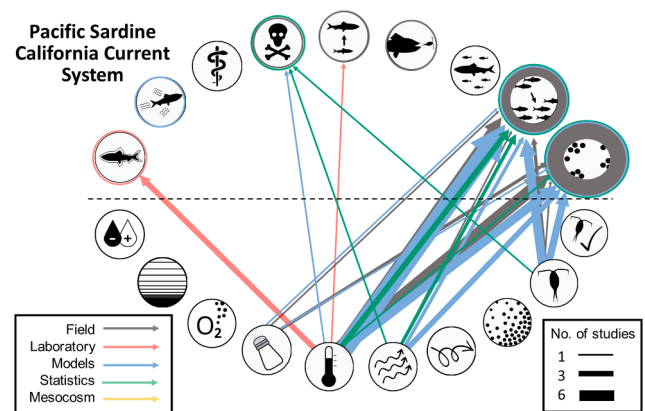 Pacific Sardine
California Current
System
- +
O2
Field
Laboratory
Models
Statistics
Mesocosm
No. of studies
1
3
6